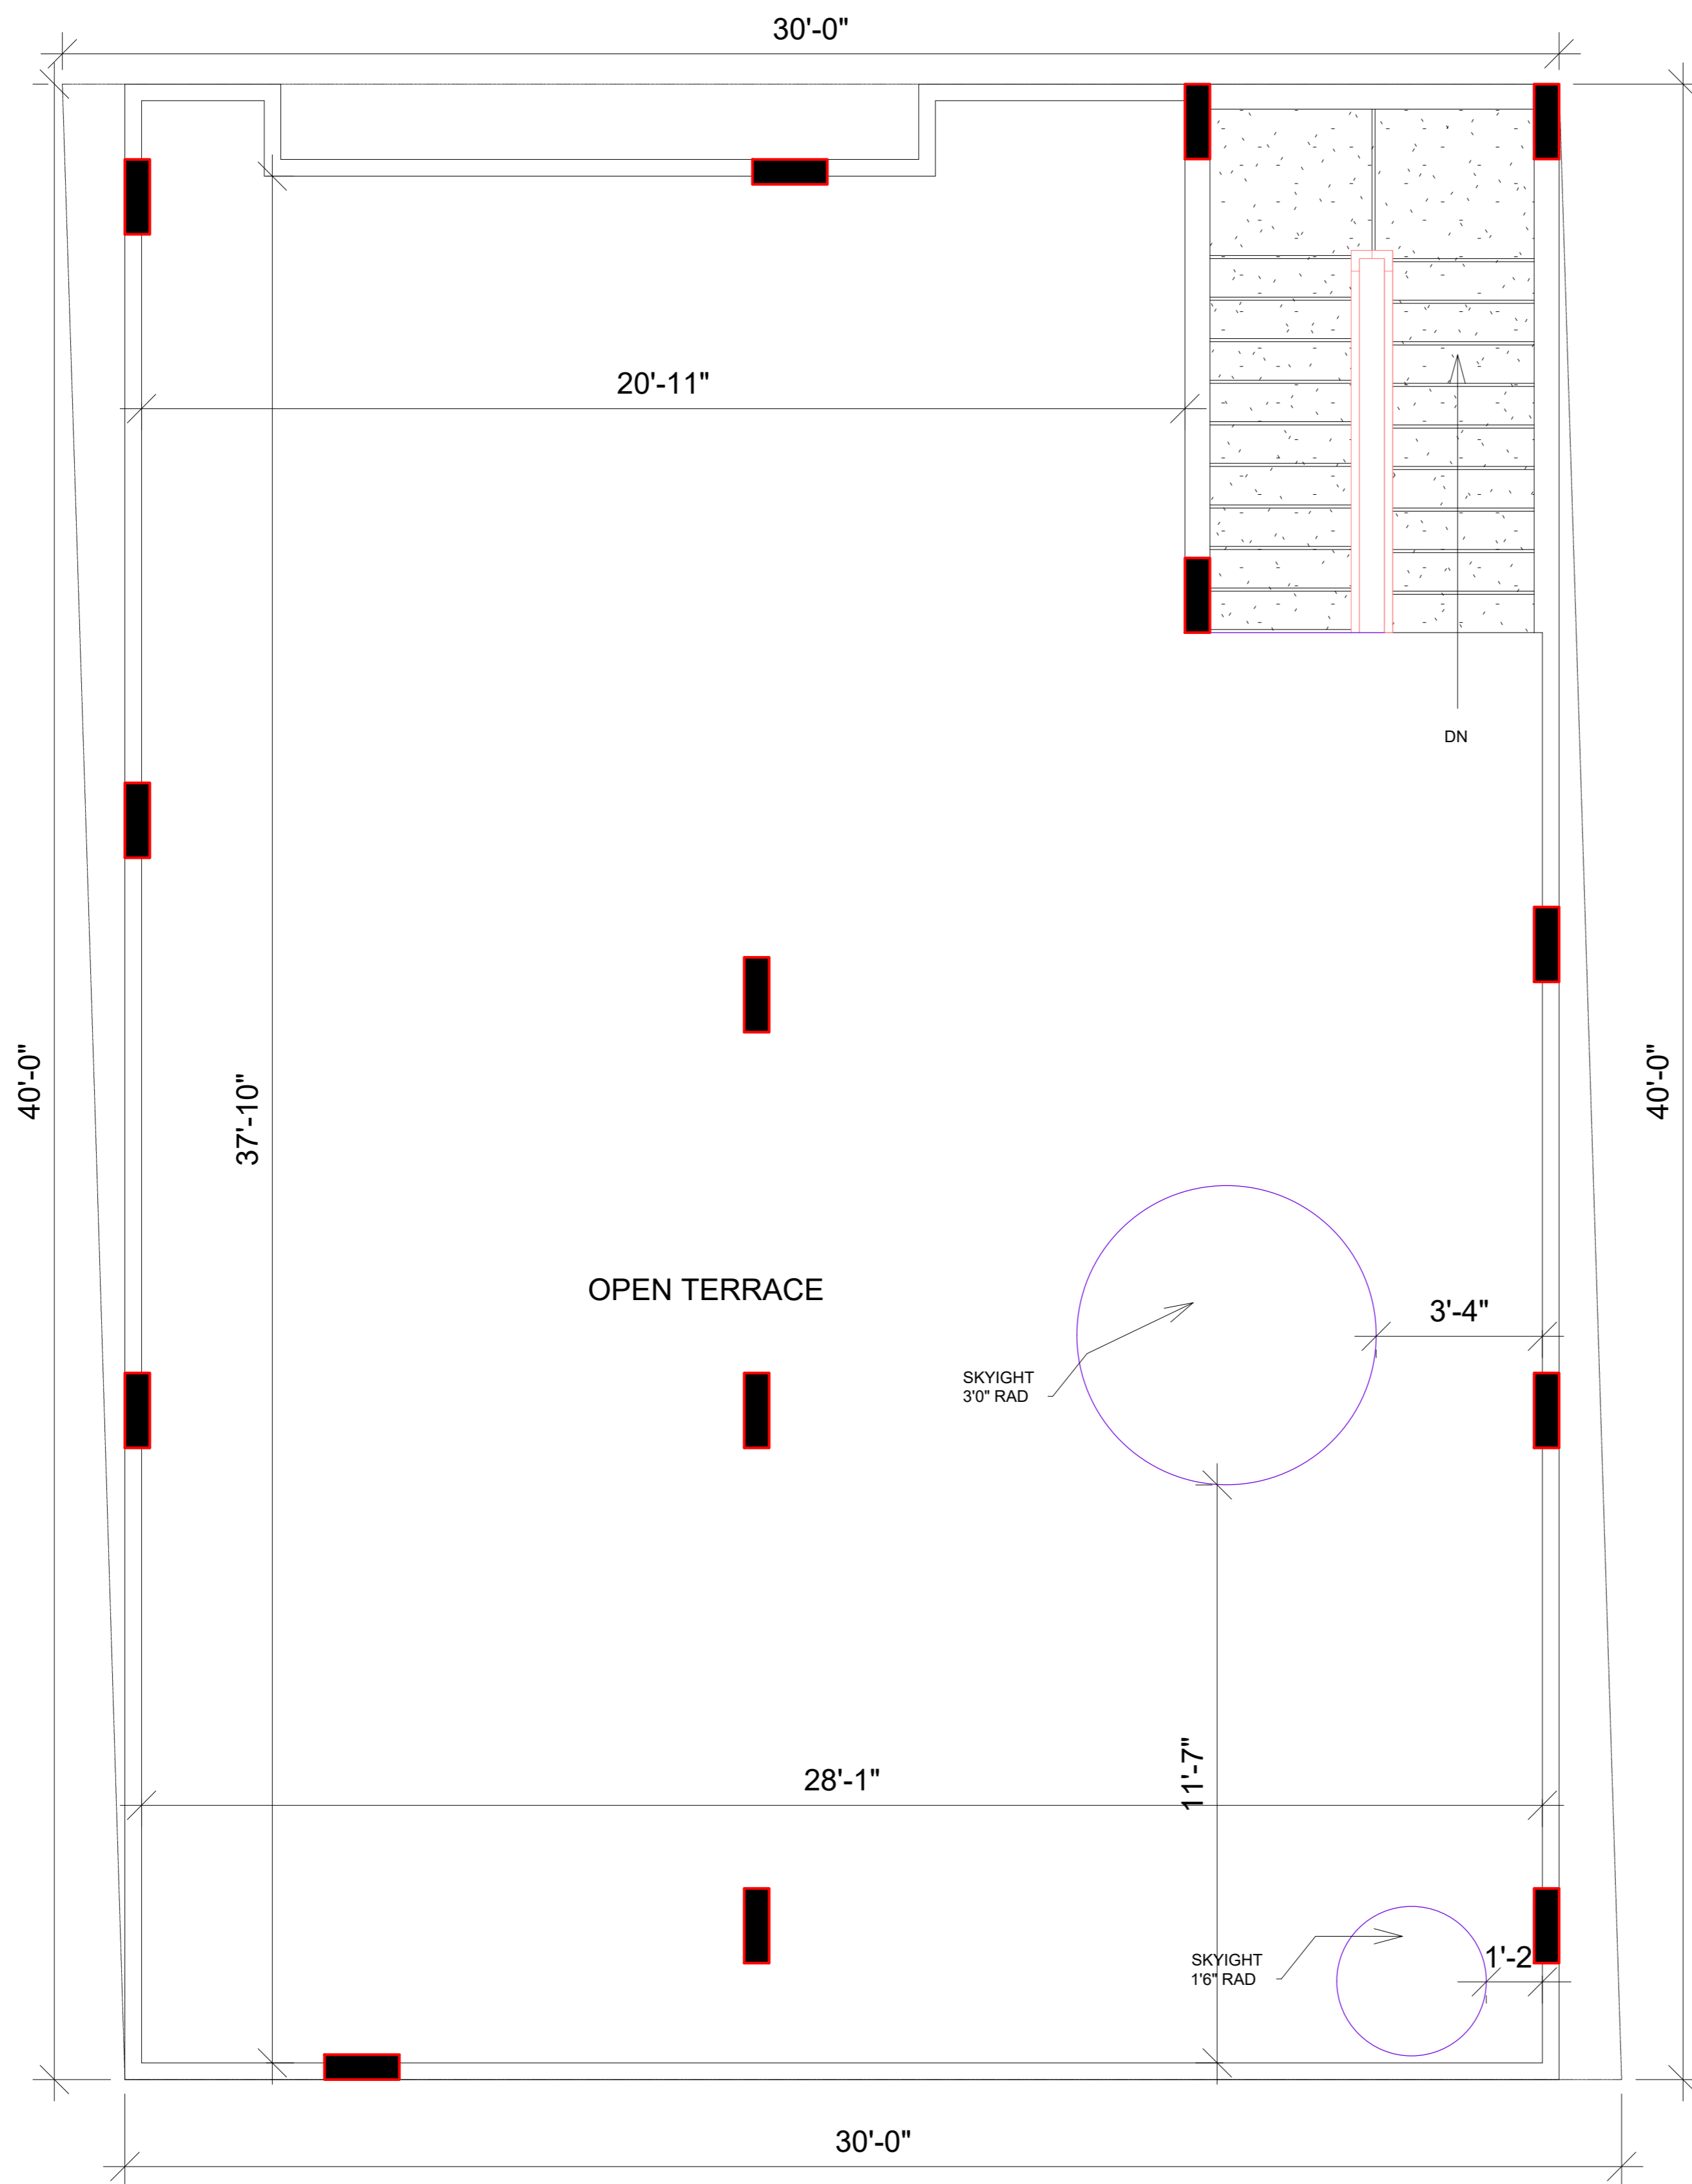 30'-0"
20'-11"
DN
40'-0"
40'-0"
37'-10"
OPEN TERRACE
3'-4"
SKYIGHT
3'0" RAD
11'-7"
28'-1"
SKYIGHT
1'6" RAD
1'-2
30'-0"